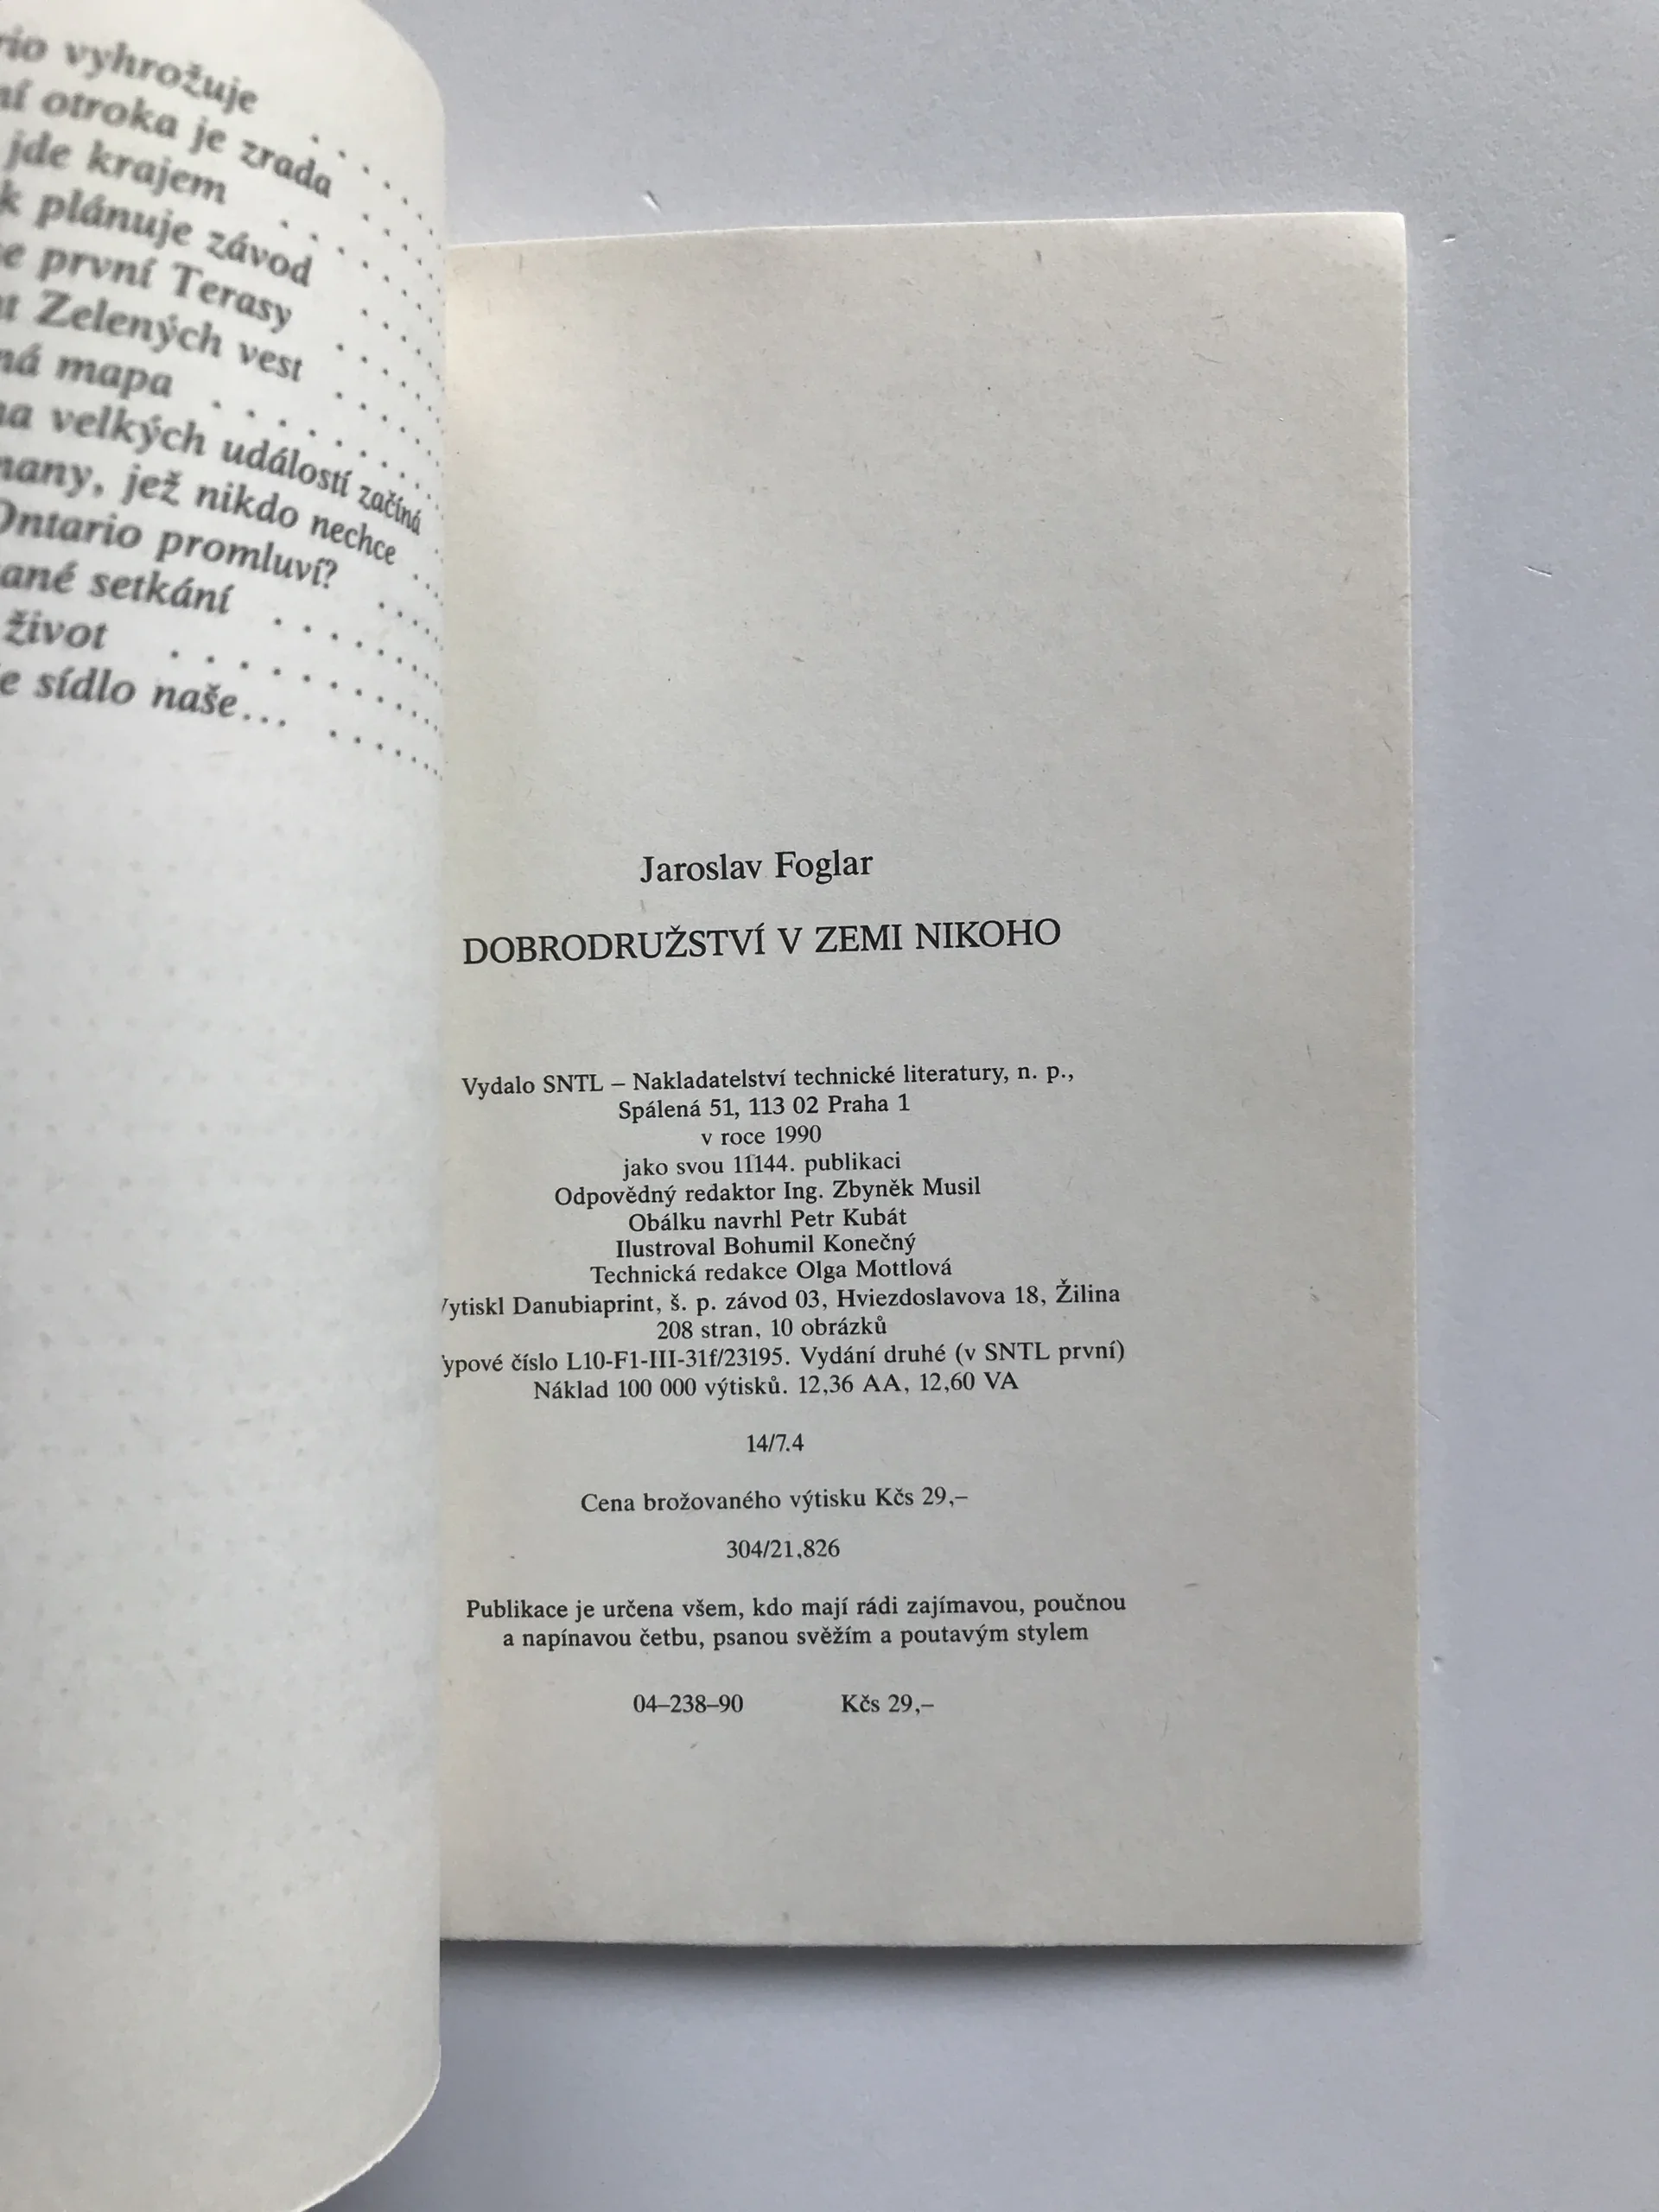 vyhrožuje
otroka je zrada
jde krajem
plánuje závod
první Terasy
Zelených vest
mapa
velkých událostí začíná
jež nikdo nechce
Ontario promluví?
setkání
život
sídlo naše...
Jaroslav Foglar
DOBRODRUŽSTVÍ V ZEMI NIKOHO
Vydalo SNTL – Nakladatelství technické literatury, n. p.,
Spálená 51, 113 02 Praha 1
v roce 1990
jako svou 11144. publikaci
Odpovědný redaktor Ing. Zbyněk Musil
Obálku navrhl Petr Kubát
Ilustroval Bohumil Konečný
Technická redakce Olga Mottlová
ytiskl Danubiaprint, š. p. závod 03, Hviezdoslavova 18, Žilina
208 stran, 10 obrázků
ypové číslo L10-F1-III-31f/23195. Vydání druhé (v SNTL první)
Náklad 100 000 výtisků. 12,36 AA, 12,60 VA
14/7.4
Cena brožovaného výtisku Kčs 29,–
304/21,826
Publikace je určena všem, kdo mají rádi zajímavou, poučnou
a napínavou četbu, psanou svěžím a poutavým stylem
04–238–90 Kčs 29,–